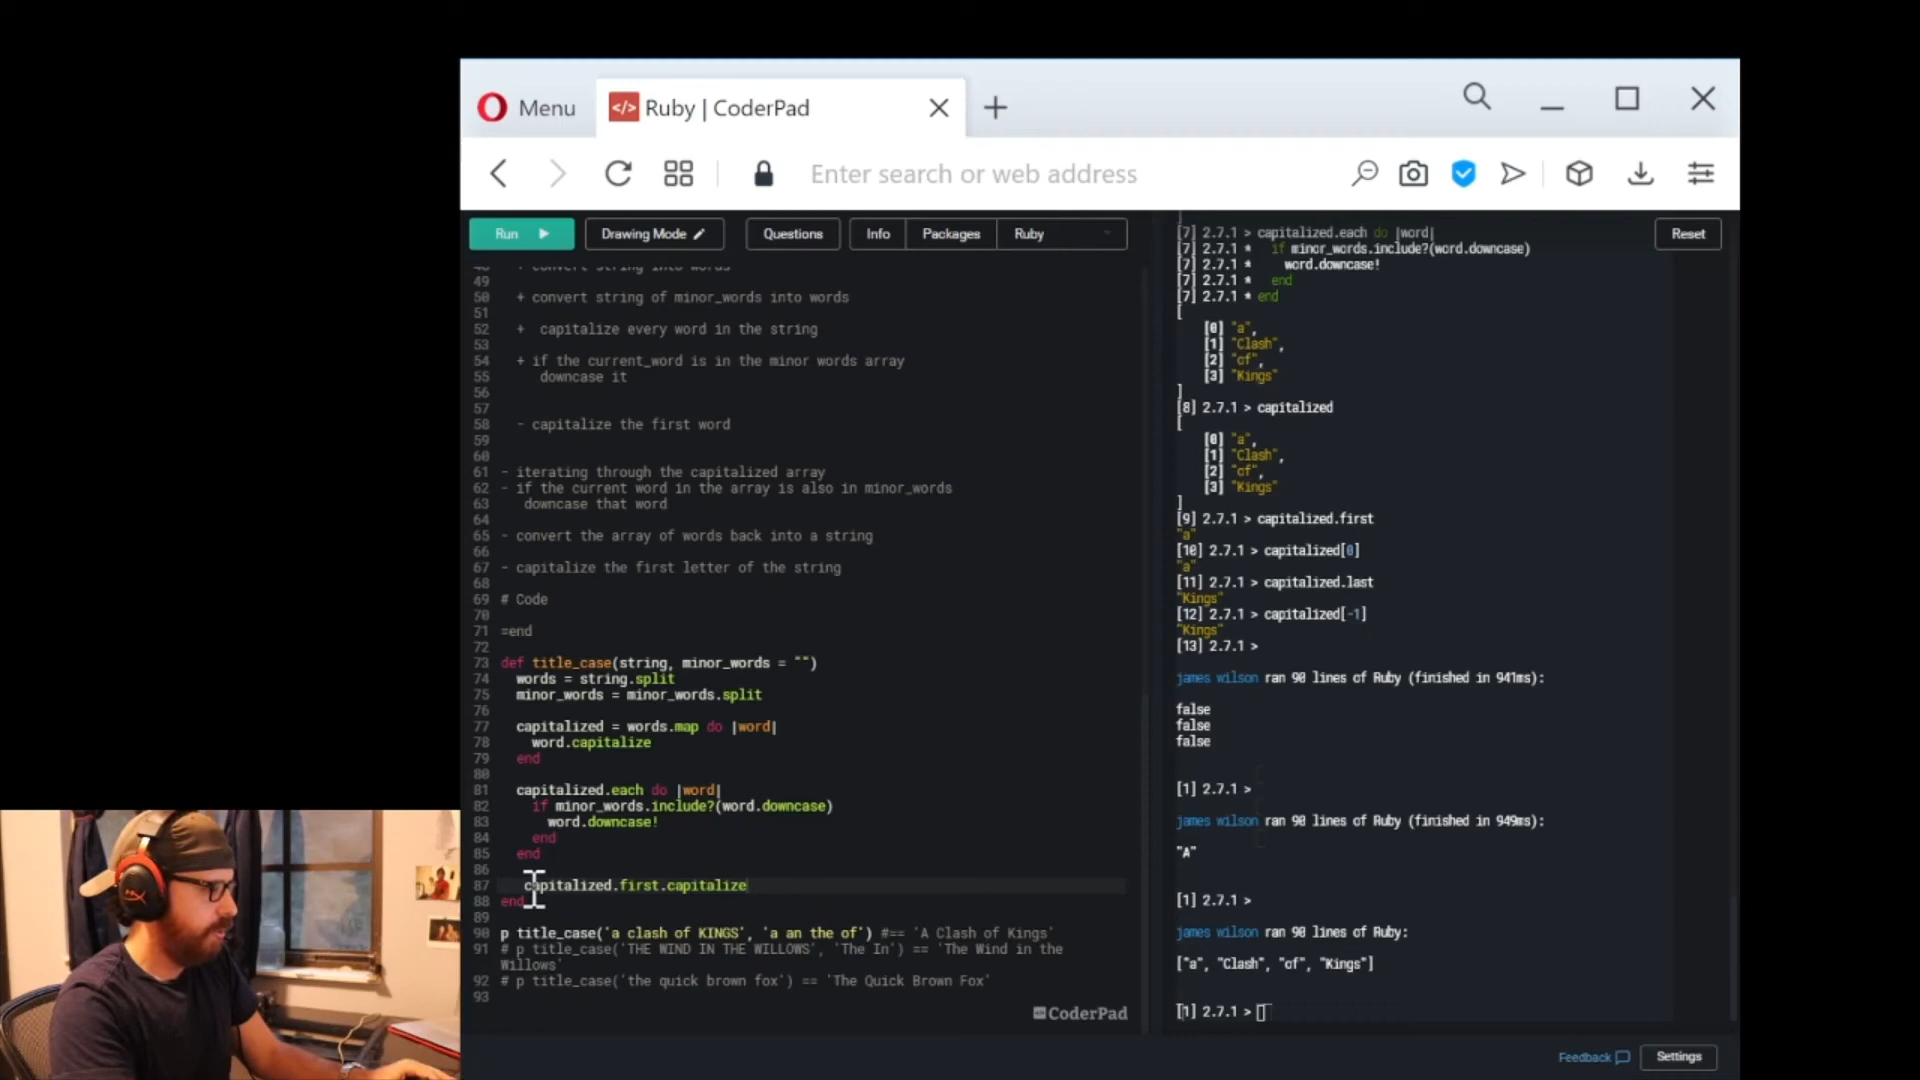 Menu
Ruby | CoderPad
Enter search or web address
Run
Drawing Mode
Questions
Info
Packages
Ruby
Reset
48 + convert string into words
49
50 + convert string of minor_words into words
51
52 + capitalize every word in the string
53
54 + if the current_word is in the minor words array
55 downcase it
56
57
58 - capitalize the first word
59
60
61 - iterating through the capitalized array
62 - if the current word in the array is also in minor_words
63 downcase that word
64
65 - convert the array of words back into a string
66
67 - capitalize the first letter of the string
68
69 # Code
70
71 =end
72
73 def title_case(string, minor_words = "")
74 words = string.split
75 minor_words = minor_words.split
76
77 capitalized = words.map do |word|
78 word.capitalize
79 end
80
81 capitalized.each do |word|
82 if minor_words.include?(word.downcase)
83 word.downcase!
84 end
85 end
86
87 capitalized.first.capitalize
88 end
89
90 p title_case('a clash of KINGS', 'a an the of') #== 'A Clash of Kings'
91 # p title_case('THE WIND IN THE WILLOWS', 'The In') == 'The Wind in the
Willows'
92 # p title_case('the quick brown fox') == 'The Quick Brown Fox'
93
CoderPad
[7] 2.7.1 > capitalized.each do |word|
[7] 2.7.1 * if minor_words.include?(word.downcase)
[7] 2.7.1 * word.downcase!
[7] 2.7.1 * end
[7] 2.7.1 * end
[
[0] "a",
[1] "Clash",
[2] "of",
[3] "Kings"
]
[8] 2.7.1 > capitalized
[
[0] "a",
[1] "Clash",
[2] "of",
[3] "Kings"
]
[9] 2.7.1 > capitalized.first
"a"
[10] 2.7.1 > capitalized[0]
"a"
[11] 2.7.1 > capitalized.last
"Kings"
[12] 2.7.1 > capitalized[-1]
"Kings"
[13] 2.7.1 >
james wilson ran 90 lines of Ruby (finished in 941ms):
false
false
false
[1] 2.7.1 >
james wilson ran 90 lines of Ruby (finished in 949ms):
"A"
[1] 2.7.1 >
james wilson ran 90 lines of Ruby:
["a", "Clash", "of", "Kings"]
[1] 2.7.1 >
Feedback
Settings